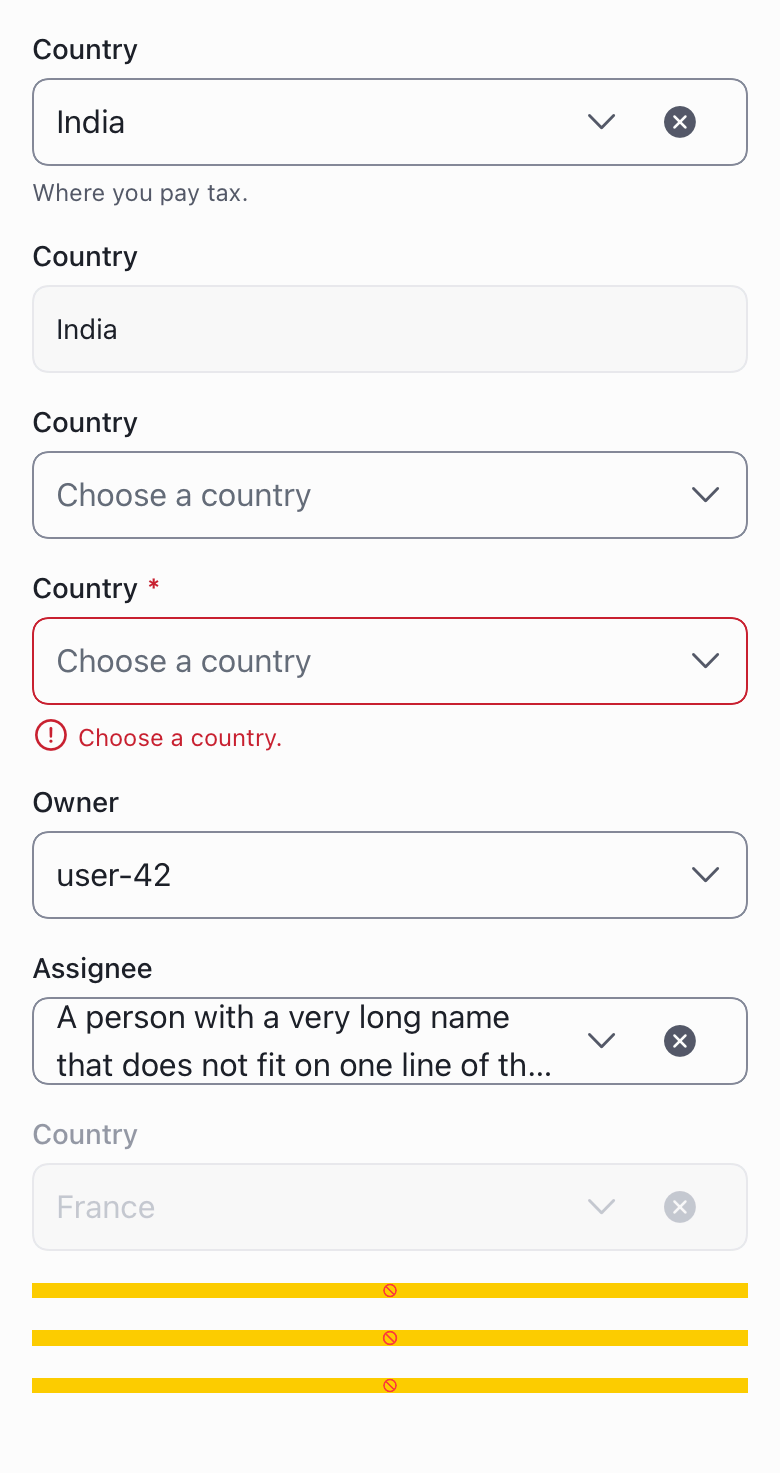 Country
India
Where you pay tax.
Country
India
Country
Choose a country
Country *
Choose a country
Choose a country.
Owner
user-42
Assignee
A person with a very long name
that does not fit on one line of th...
Country
France